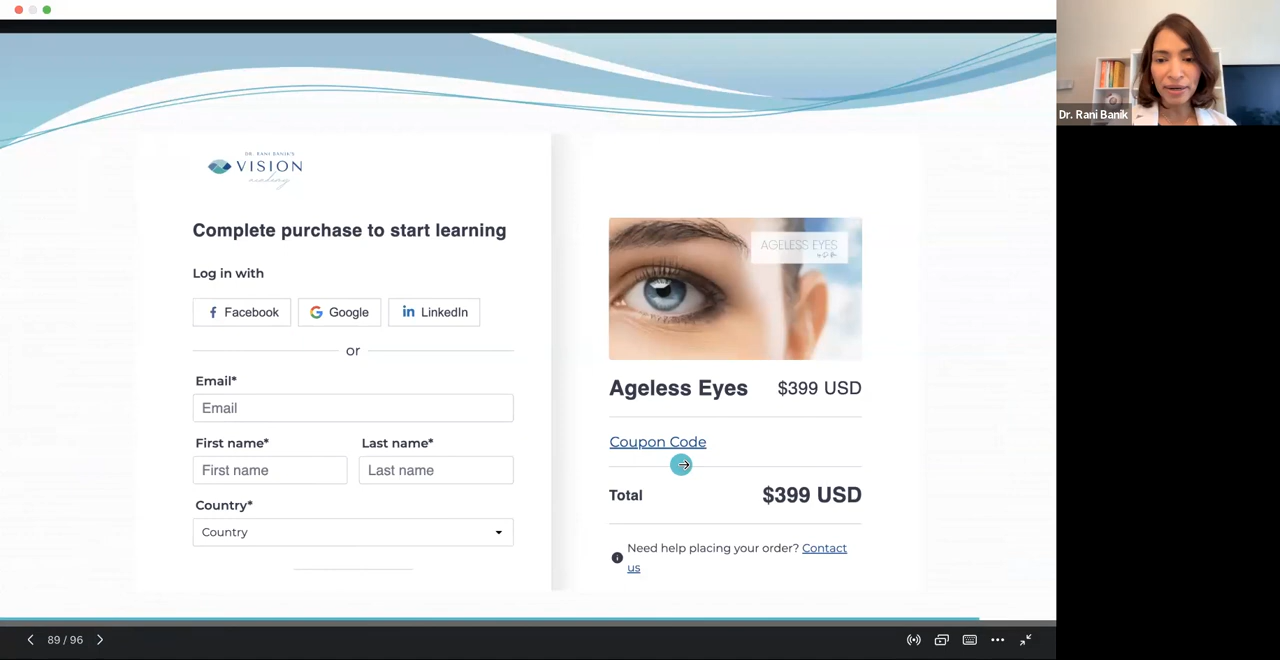 DR. RANI BANIK'S
VISION
academy
Complete purchase to start learning
Log in with
Facebook
Google
LinkedIn
or
Email*
Email
First name*
Last name*
First name
Last name
Country*
Country
AGELESS EYES
Ageless Eyes
$399 USD
Coupon Code
Total
$399 USD
Need help placing your order? Contact
us
89 / 96
Dr. Rani Banik